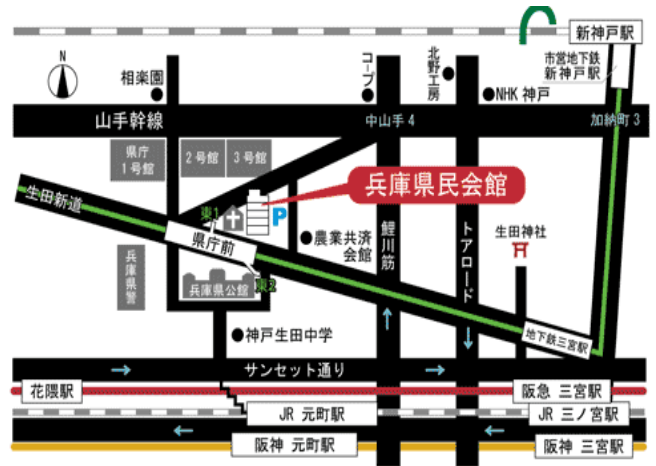 新神戸駅
N
相楽園
コープ
北野工房
NHK 神戸
市営地下鉄
新神戸駅
山手幹線
中山手 4
加納町 3
県庁
1号館
2号館
3号館
兵庫県民会館
生田新道
東1
P
県庁前
農業共済
会館
鯉川筋
トアロード
生田神社
兵庫県警
兵庫県公館
東2
神戸生田中学
地下鉄三宮駅
サンセット通り
花隈駅
阪急 三宮駅
JR 元町駅
JR 三ノ宮駅
阪神 元町駅
阪神 三宮駅